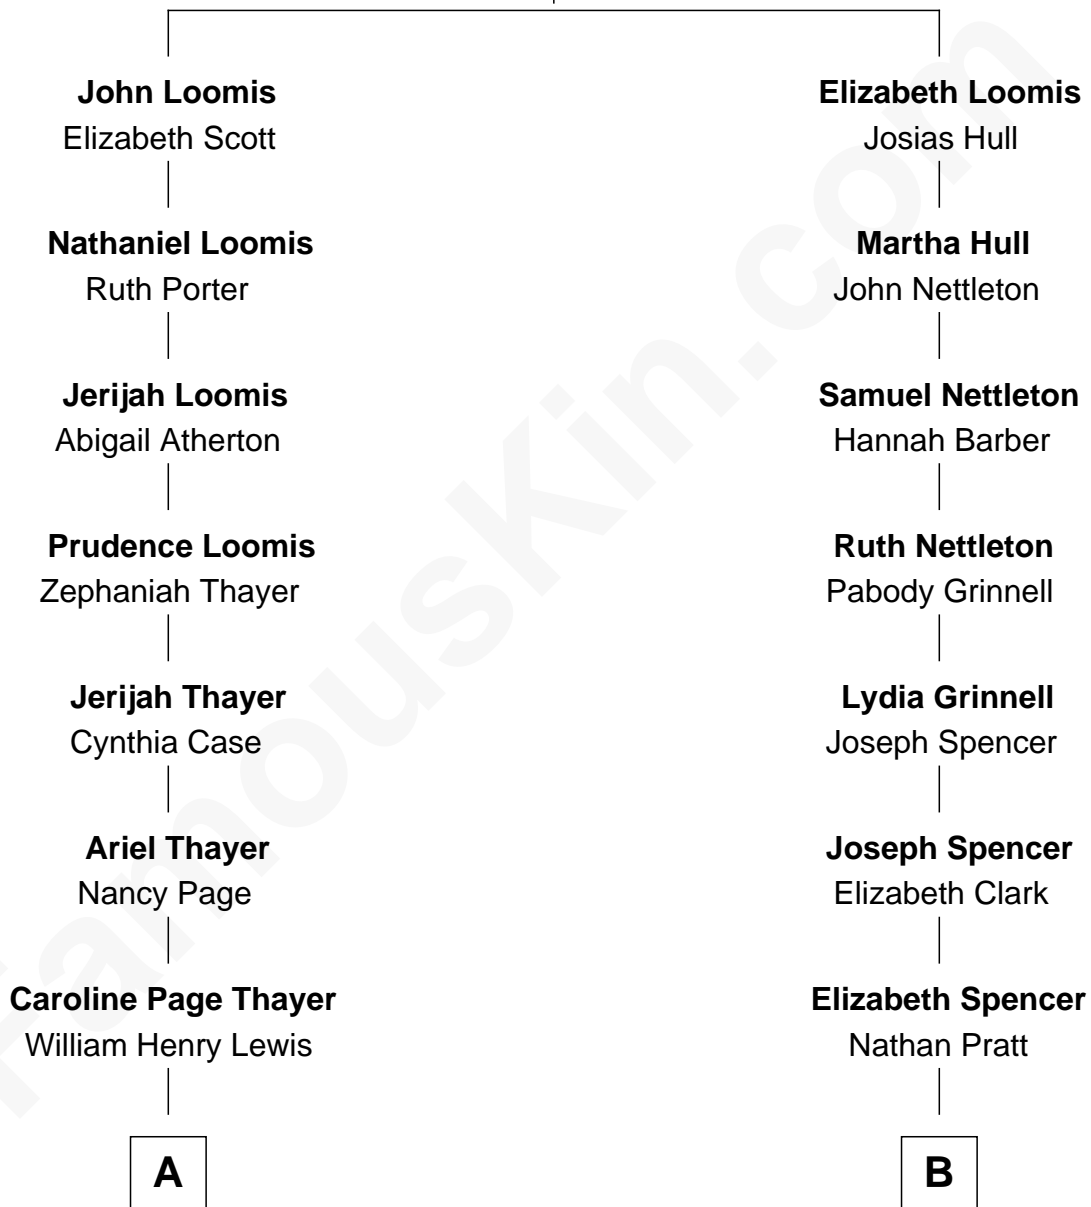 John Loomis
Elizabeth Scott
Nathaniel Loomis
Ruth Porter
Jerijah Loomis
Abigail Atherton
Prudence Loomis
Zephaniah Thayer
Jerijah Thayer
Cynthia Case
Ariel Thayer
Nancy Page
Caroline Page Thayer
William Henry Lewis
A
Elizabeth Loomis
Josias Hull
Martha Hull
John Nettleton
Samuel Nettleton
Hannah Barber
Ruth Nettleton
Pabody Grinnell
Lydia Grinnell
Joseph Spencer
Joseph Spencer
Elizabeth Clark
Elizabeth Spencer
Nathan Pratt
B
FamousKin.com